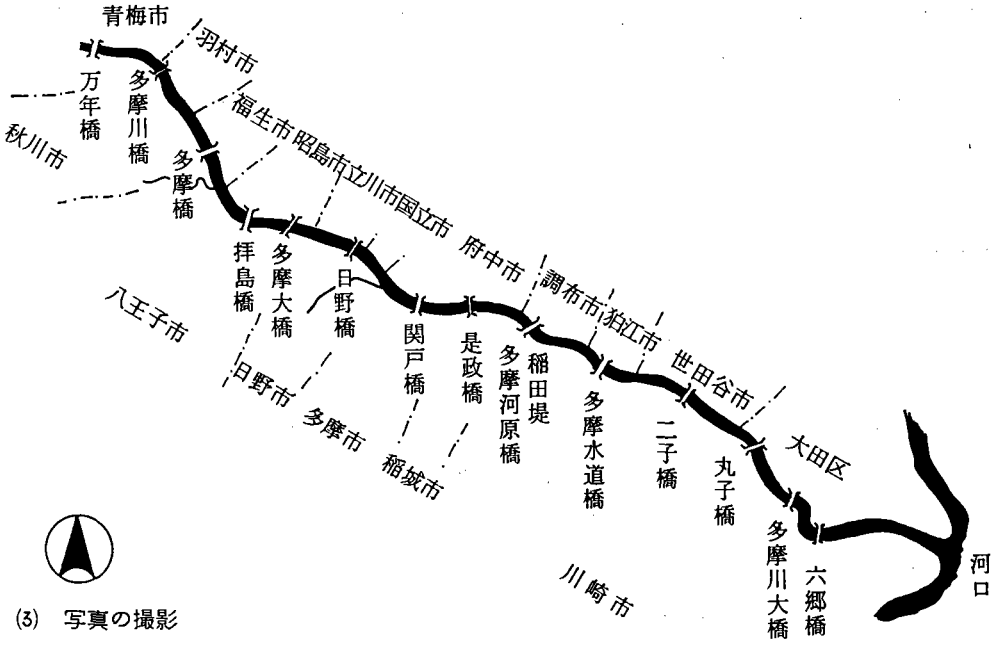 青梅市
羽村市
万年橋
多摩川橋
福生市
昭島市
立川市
国立市
秋川市
多摩橋
府中市
拝島橋
多摩大橋
日野橋
調布市
狛江市
八王子市
関戸橋
是政橋
多摩河原橋
稲田堤
世田谷市
日野市
多摩市
稲城市
多摩水道橋
二子橋
丸子橋
大田区
多摩川大橋
六郷橋
河口
川崎市
(3) 写真の撮影